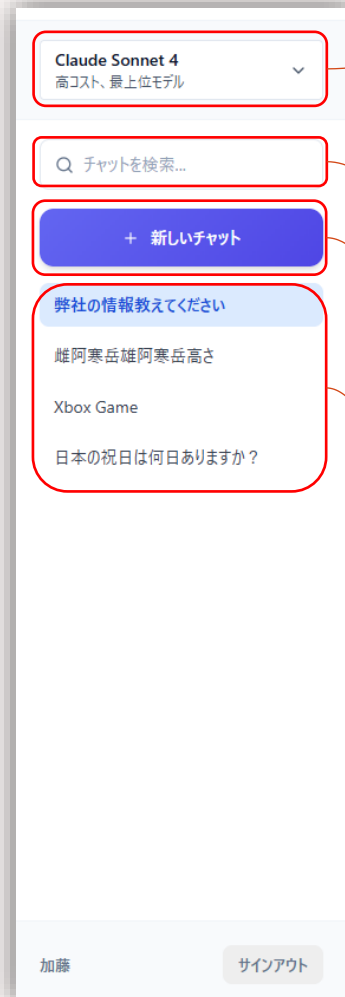 Claude Sonnet 4
高コスト、最上位モデル
チャットを検索...
+ 新しいチャット
弊社の情報教えてください
雌阿寒岳雄阿寒岳高さ
Xbox Game
日本の祝日は何日ありますか？
加藤
サインアウト